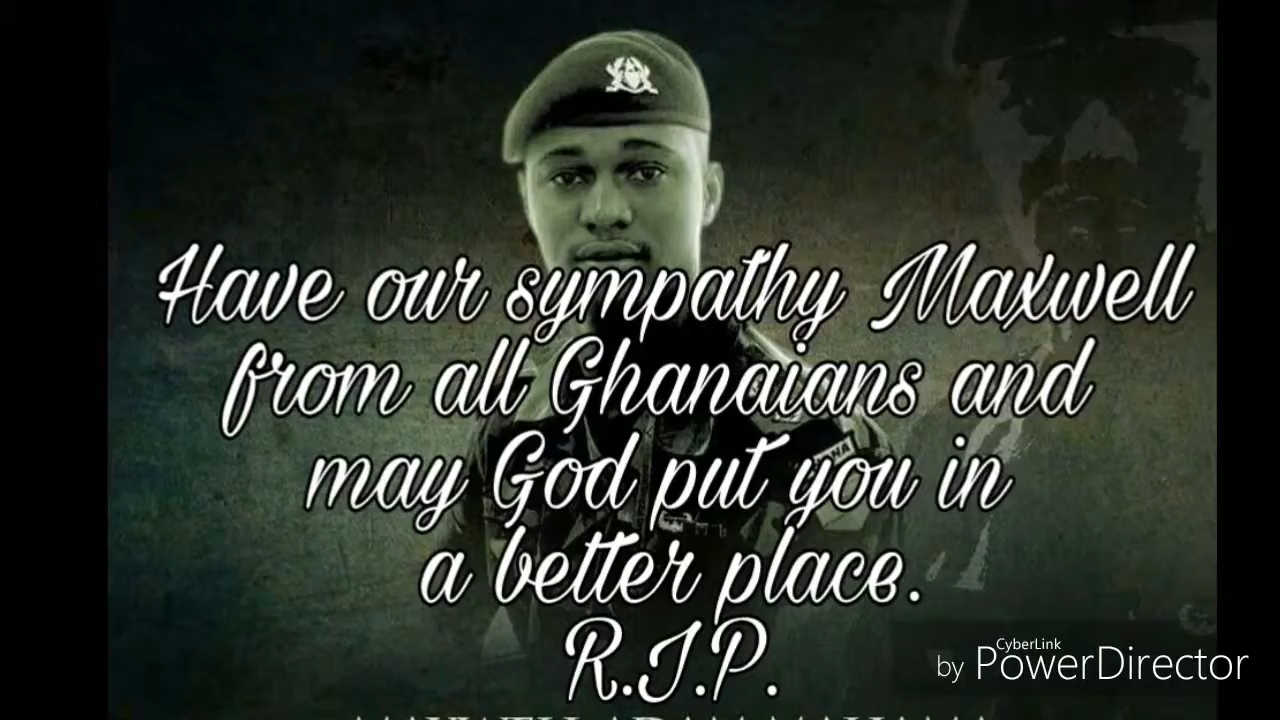 Have our sympathy Maxwell
from all Ghanaians and
may God put you in
a better place.
R.I.P.
CyberLink
by PowerDirector